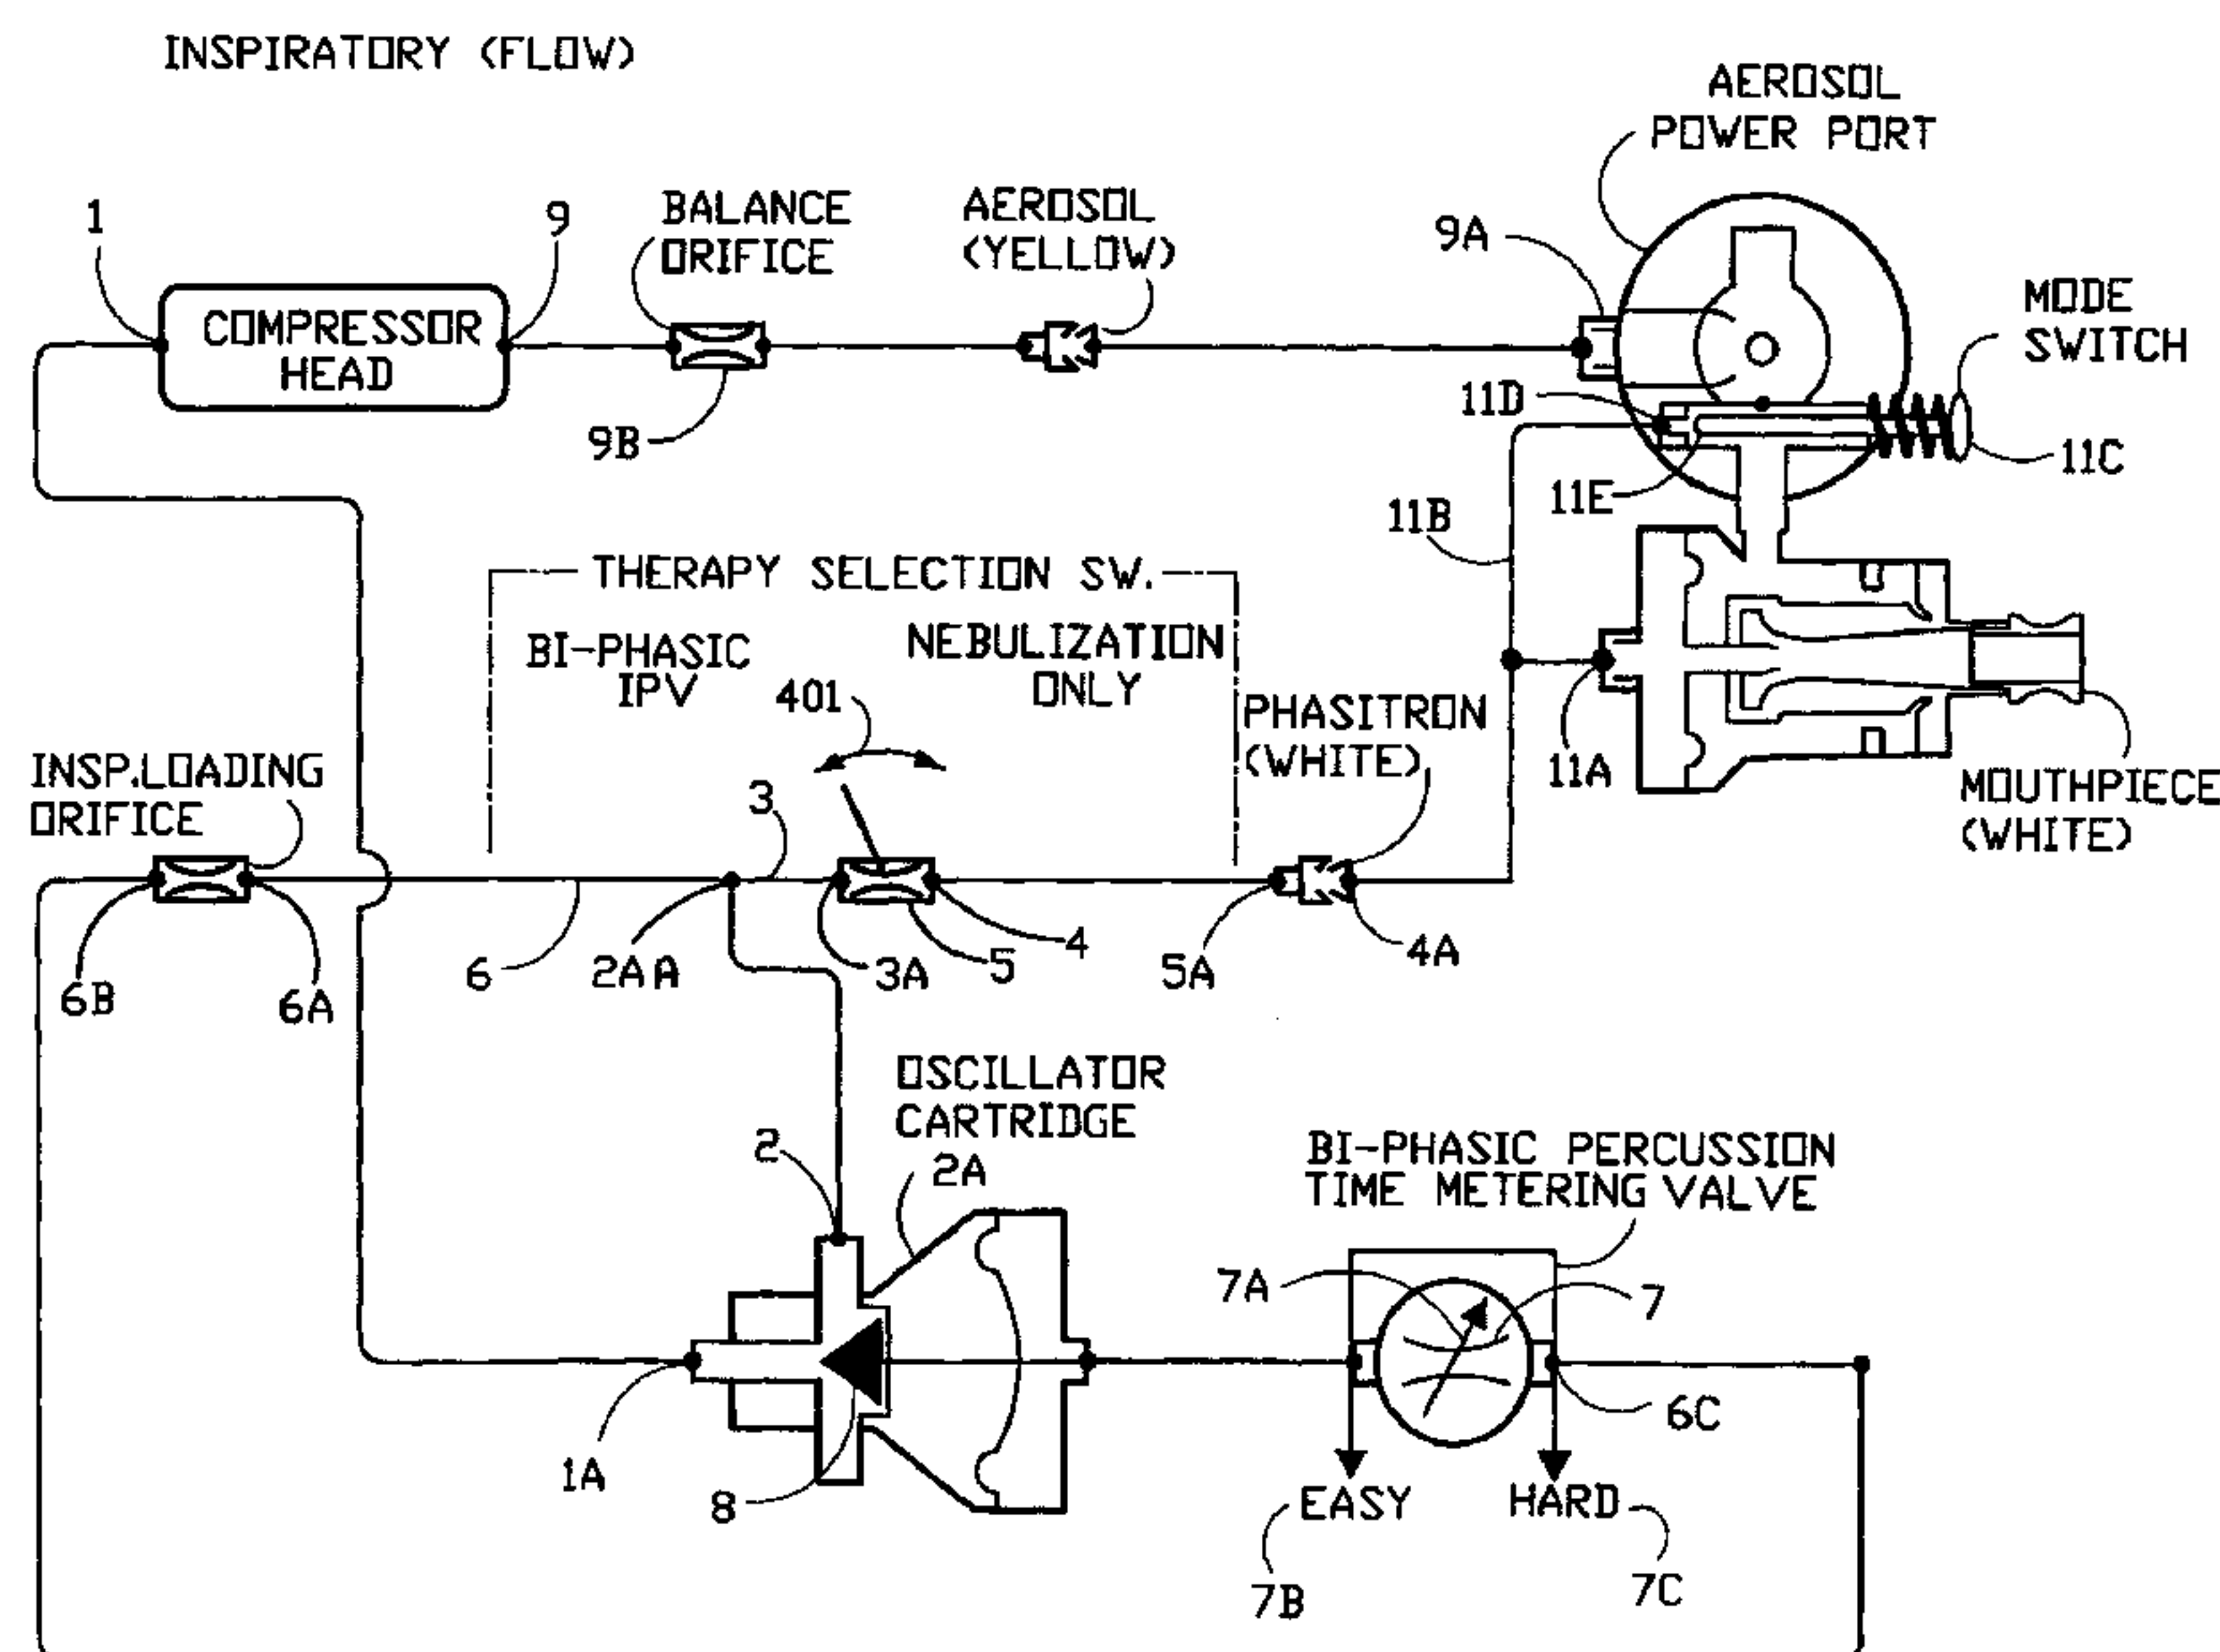 INSPIRATORY (FLOW)
AEROSOL
POWER PORT
1
9
BALANCE
ORIFICE
AEROSOL
(YELLOW)
9A
MODE
SWITCH
COMPRESSOR
HEAD
11D
9B
11C
11E
11B
THERAPY SELECTION SW.
BI-PHASIC
IPV
NEBULIZATION
ONLY
401
PHASITRON
(WHITE)
11A
MOUTHPIECE
(WHITE)
INSP.LOADING
ORIFICE
3
6B
6A
6
2AA
3A
5
4
5A
4A
OSCILLATOR
CARTRIDGE
2
2A
BI-PHASIC PERCUSSION
TIME METERING VALVE
7A
7
6C
1A
8
EASY
HARD
7B
7C